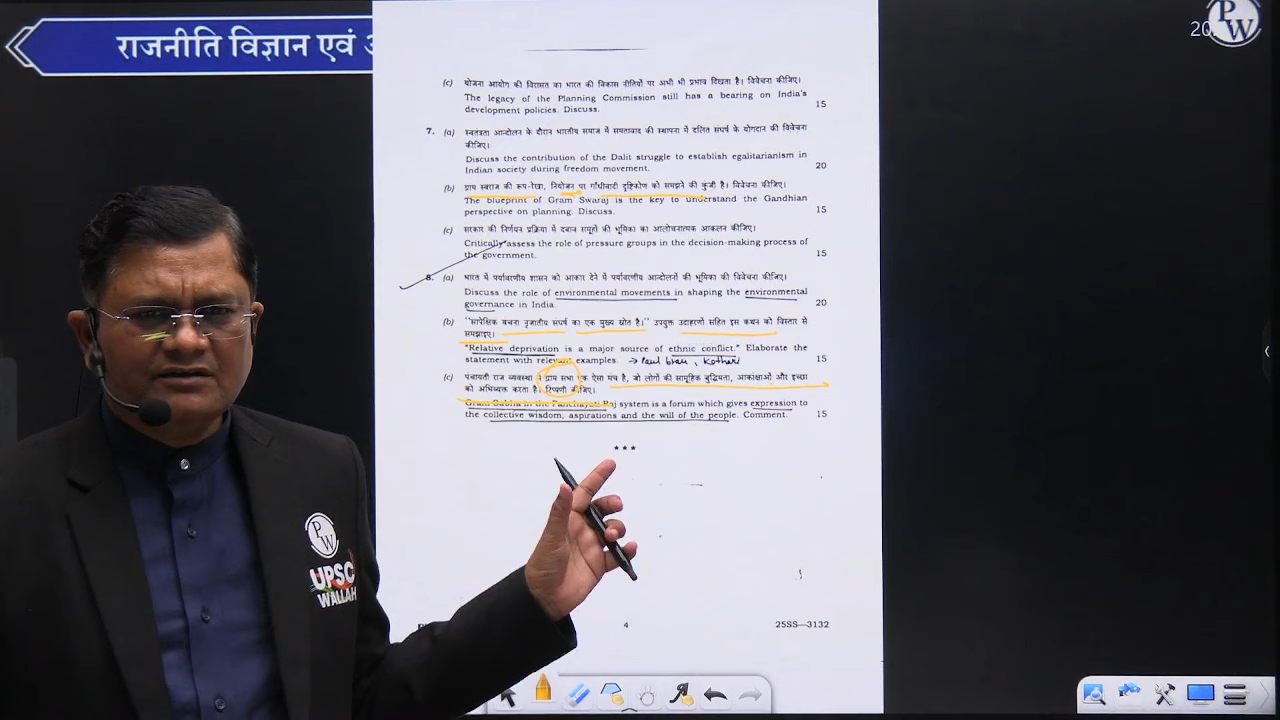 राजनीति विज्ञान एवं
20
PW
(c) योजना आयोग की विरासत का भारत की विकास नीतियों पर अभी भी प्रभाव दिखता है। विवेचना कीजिए।
The legacy of the Planning Commission still has a bearing on India's
development policies. Discuss. 15
7. (a) स्वतंत्रता आन्दोलन के दौरान भारतीय समाज में समतावाद की स्थापना में दलित संघर्ष के योगदान की विवेचना
कीजिए।
Discuss the contribution of the Dalit struggle to establish egalitarianism in
Indian society during freedom movement. 20
(b) ग्राम स्वराज की रूप-रेखा, नियोजन पर गाँधीवादी दृष्टिकोण को समझने की कुंजी है। विवेचना कीजिए।
The blueprint of Gram Swaraj is the key to understand the Gandhian
perspective on planning. Discuss. 15
(c) सरकार की निर्णयन प्रक्रिया में दबाव समूहों की भूमिका का आलोचनात्मक आकलन कीजिए।
Critically assess the role of pressure groups in the decision-making process of
the government. 15
8. (a) भारत में पर्यावरणीय शासन को आकार देने में पर्यावरणीय आन्दोलनों की भूमिका की विवेचना कीजिए।
Discuss the role of environmental movements in shaping the environmental
governance in India. 20
(b) "सापेक्षिक वंचना नृजातीय संघर्ष का एक मुख्य स्रोत है।" उपयुक्त उदाहरणों सहित इस कथन को विस्तार से
समझाइए।
"Relative deprivation is a major source of ethnic conflict." Elaborate the
statement with relevant examples. → Paul , Kothari 15
(c) पंचायती राज व्यवस्था में ग्राम सभा एक ऐसा मंच है, जो लोगों की सामूहिक बुद्धिमता, आकांक्षाओं और इच्छा
को अभिव्यक्त करता है। टिप्पणी कीजिए।
Gram Sabha in the Panchayati Raj system is a forum which gives expression to
the collective wisdom, aspirations and the will of the people. Comment. 15
★★★
4
25SS—3132
PW
UPSC
WALLAH